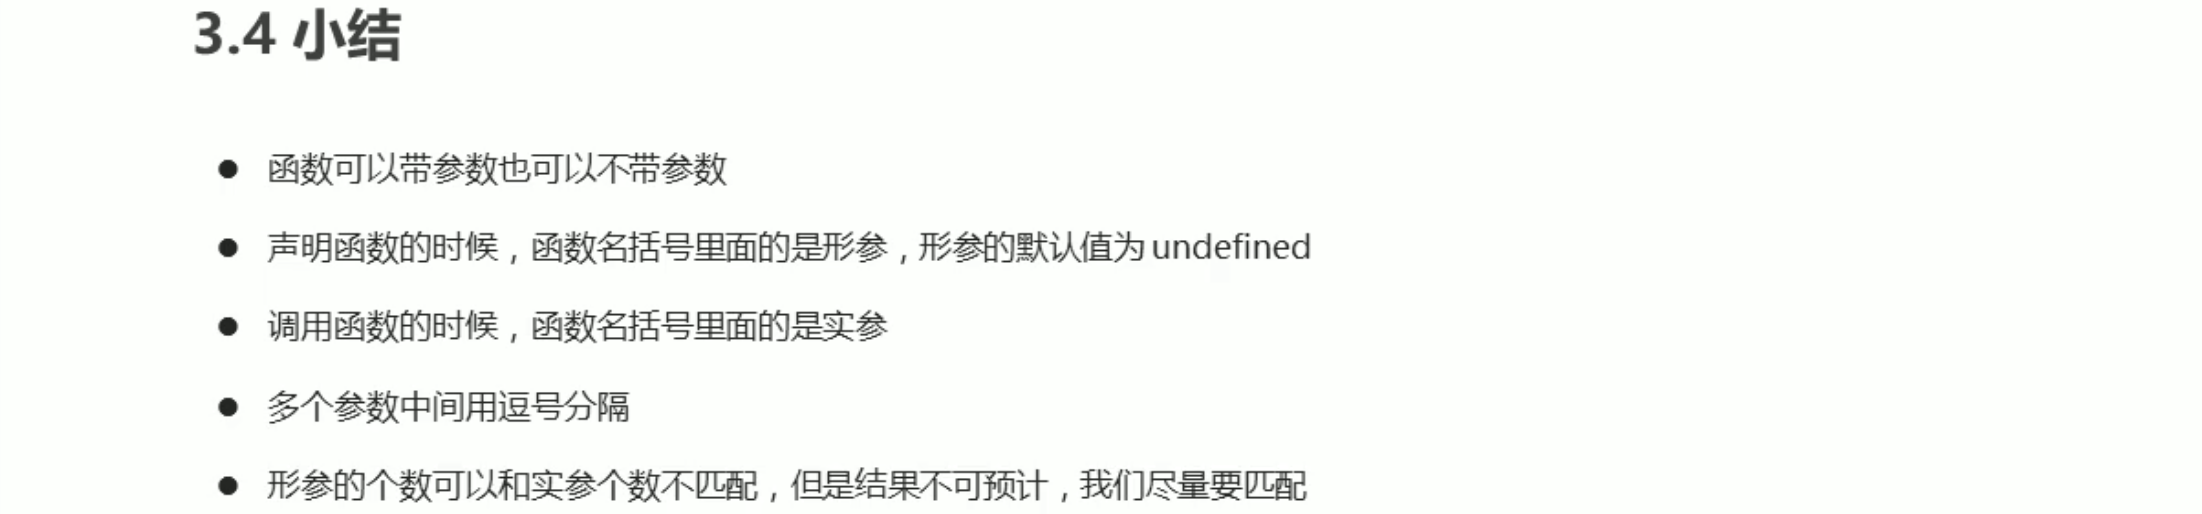 3.4 小结
● 函数可以带参数也可以不带参数
● 声明函数的时候，函数名括号里面的是形参，形参的默认值为 undefined
● 调用函数的时候，函数名括号里面的是实参
● 多个参数中间用逗号分隔
● 形参的个数可以和实参个数不匹配，但是结果不可预计，我们尽量要匹配